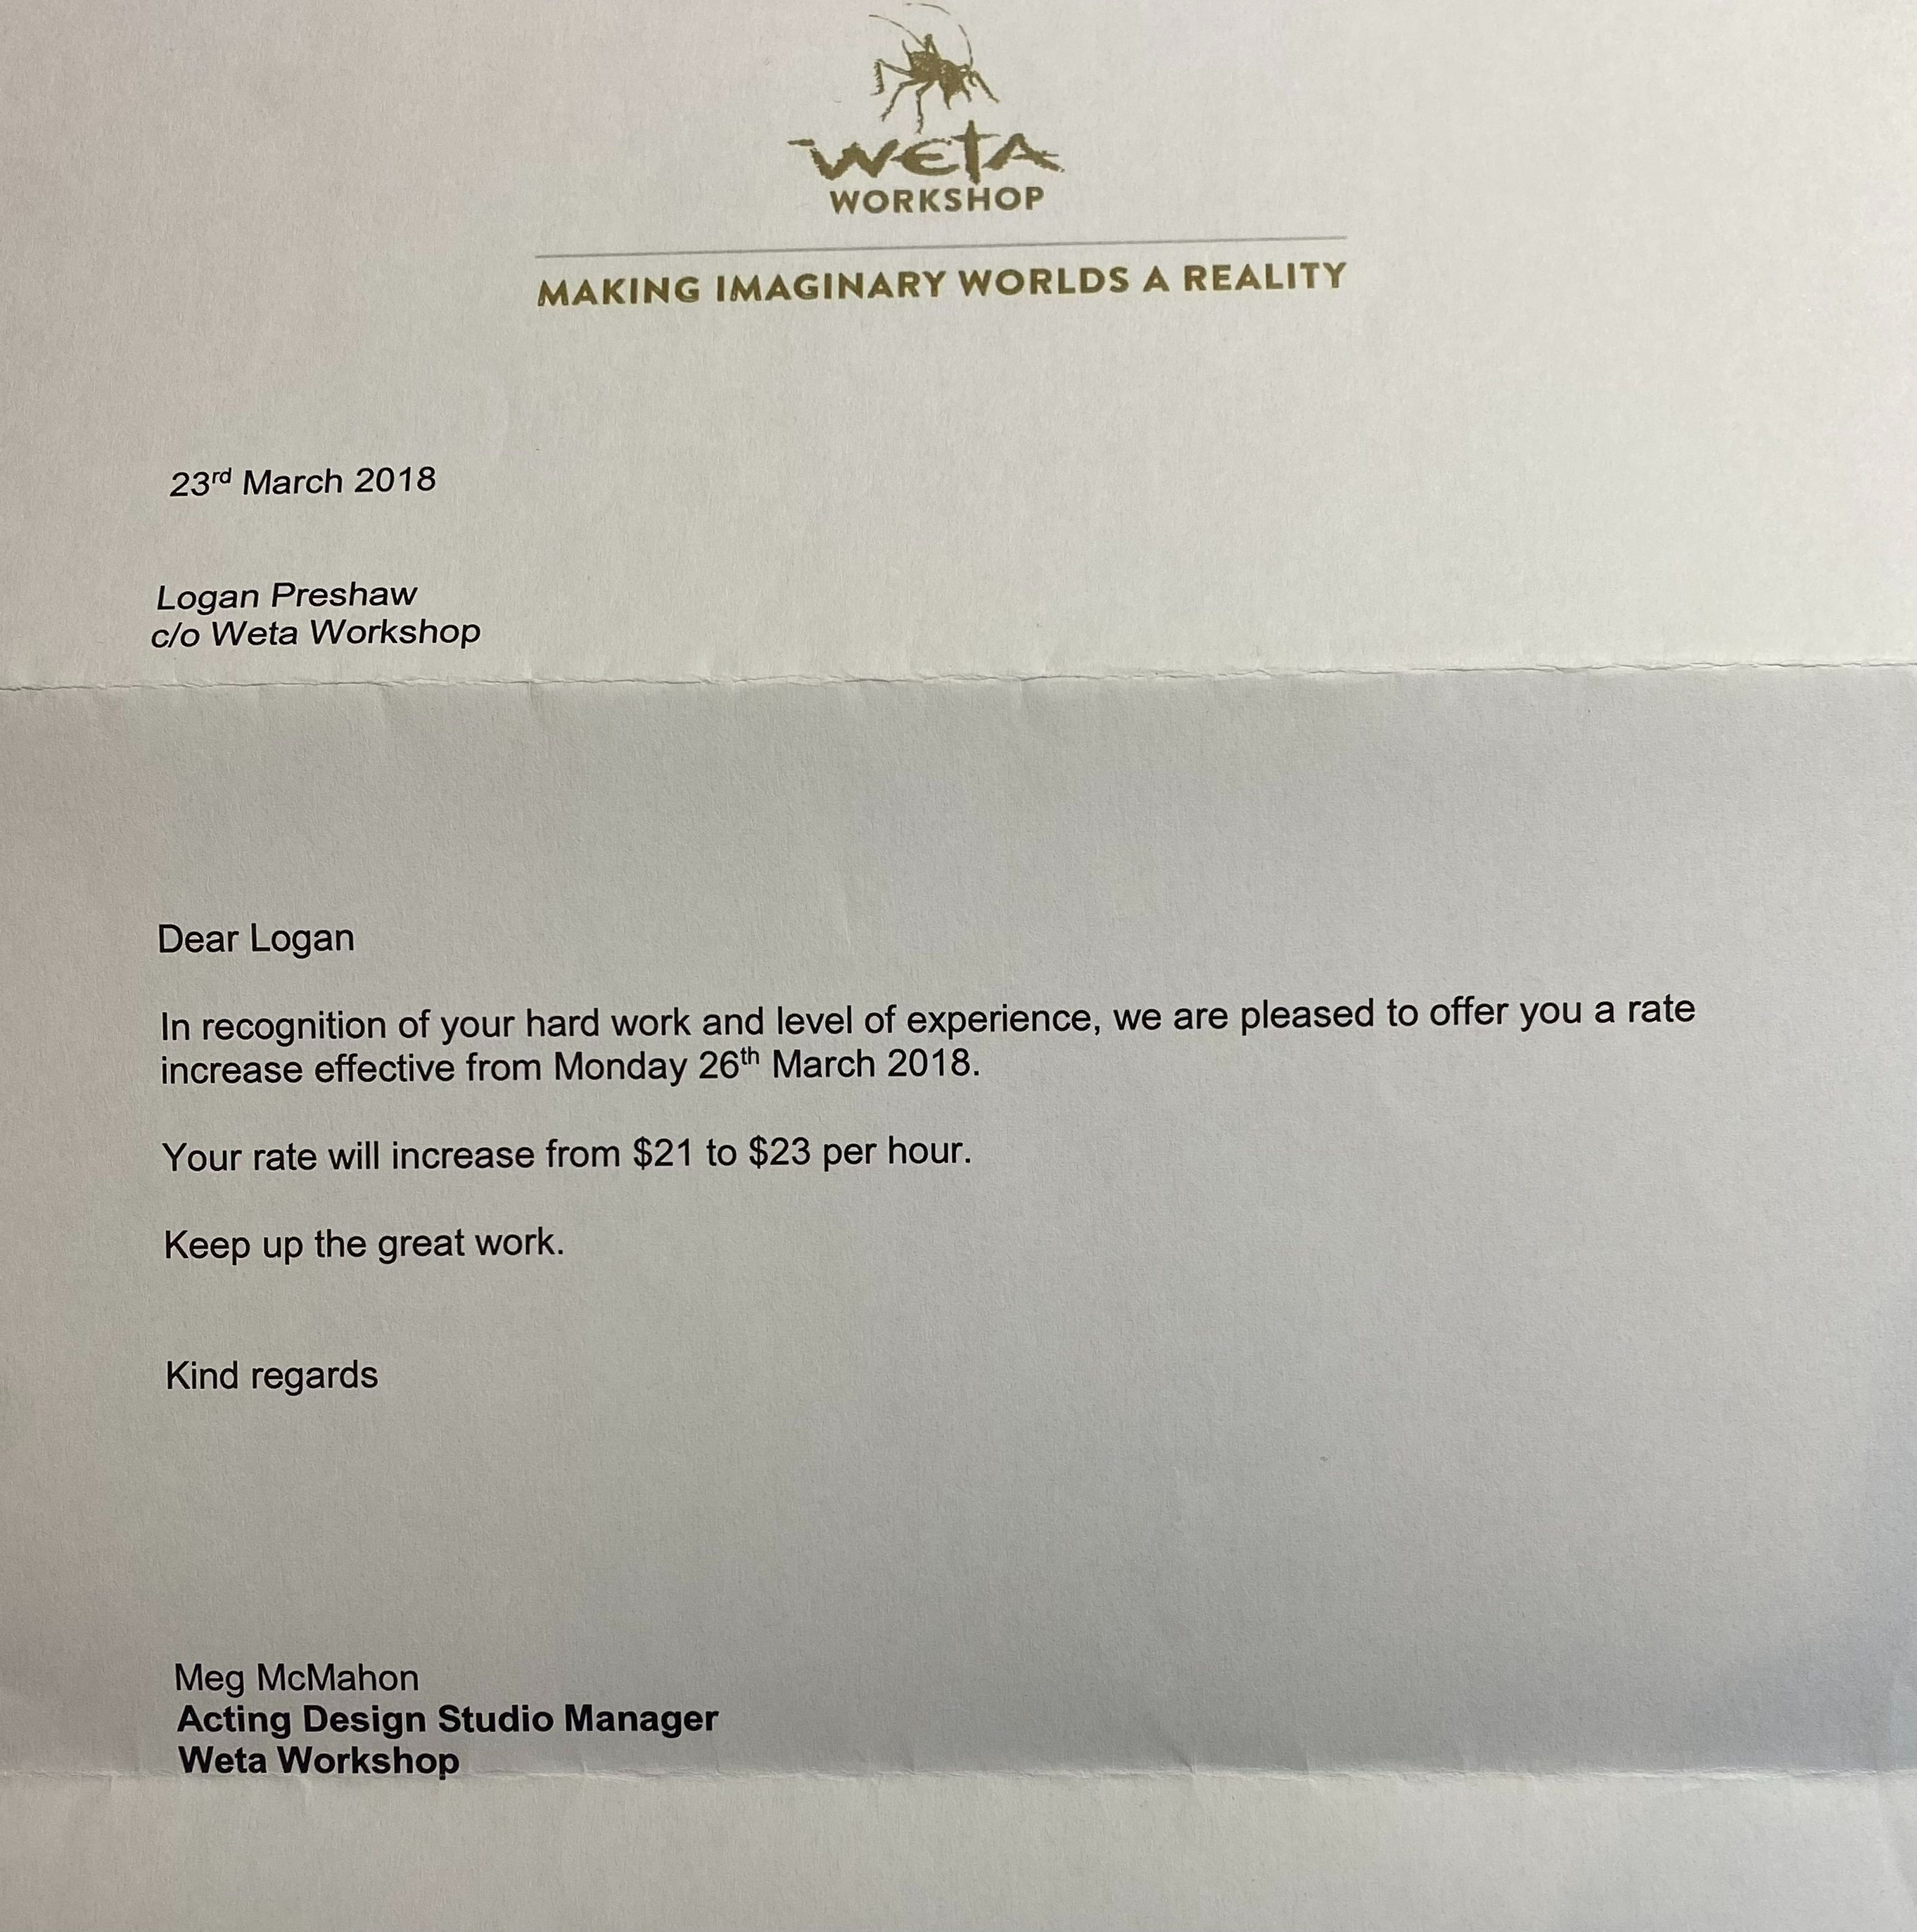 WETA
WORKSHOP
MAKING IMAGINARY WORLDS A REALITY
23rd March 2018
Logan Preshaw
c/o Weta Workshop
Dear Logan
In recognition of your hard work and level of experience, we are pleased to offer you a rate
increase effective from Monday 26th March 2018.
Your rate will increase from $21 to $23 per hour.
Keep up the great work.
Kind regards
Meg McMahon
Acting Design Studio Manager
Weta Workshop